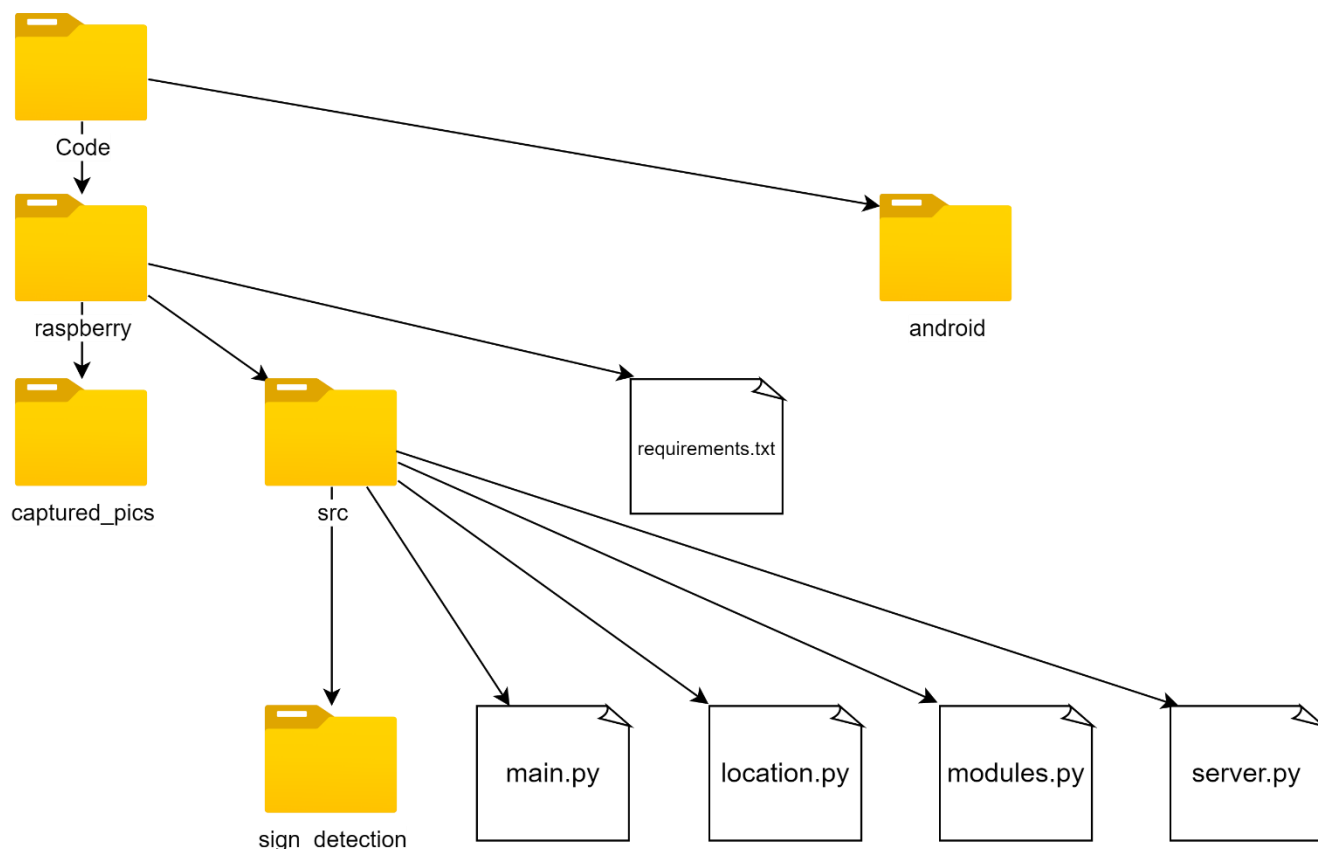 Code
raspberry
android
captured_pics
src
requirements.txt
sign_detection
main.py
location.py
modules.py
server.py